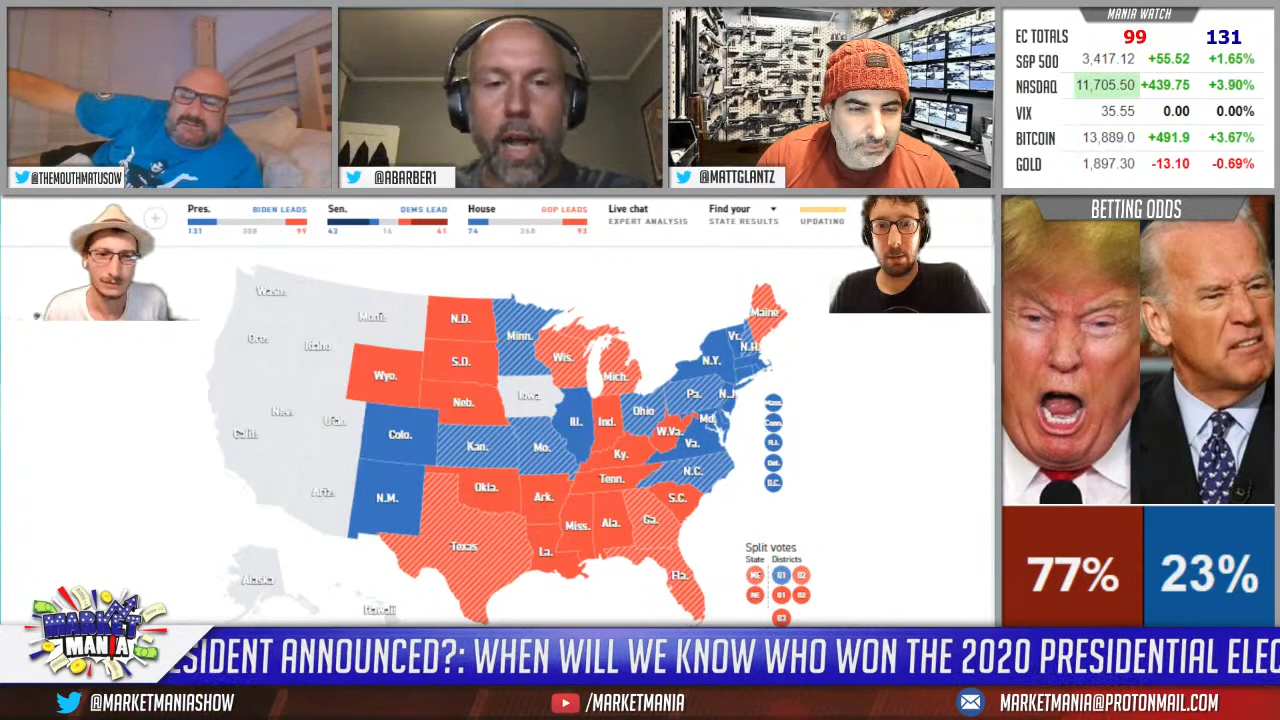 @THEMOUTHMATUSOW
@ABARBER1
@MATTGLANTZ
MANIA WATCH
EC TOTALS 99 131
S&P 500 3,417.12 +55.52 +1.65%
NASDAQ 11,705.50 +439.75 +3.90%
VIX 35.55 0.00 0.00%
BITCOIN 13,889.0 +491.9 +3.67%
GOLD 1,897.30 -13.10 -0.69%
Pres. BIDEN LEADS
131 308 99
Sen. DEMS LEAD
43 16 41
House GOP LEADS
74 268 93
Live chat
EXPERT ANALYSIS
Find your
STATE RESULTS
UPDATING
BETTING ODDS
Wash.
Mont.
N.D.
Minn.
Maine
Ore.
Idaho
Vt.
N.H.
S.D.
Wis.
Mich.
N.Y.
Wyo.
Iowa
Neb.
Pa.
N.J.
Nev.
Utah
Ohio
Ill.
Ind.
Md.
Calif.
Colo.
Kan.
Mo.
W.Va.
Va.
Ky.
N.C.
Tenn.
Ariz.
N.M.
Okla.
Ark.
S.C.
Miss.
Ala.
Ga.
Texas
La.
Fla.
Alaska
Hawaii
Mass.
Conn.
R.I.
Del.
D.C.
Split votes
State Districts
ME 01 02
NE 01 02
03
77% 23%
MARKET
MANIA
ESIDENT ANNOUNCED?: WHEN WILL WE KNOW WHO WON THE 2020 PRESIDENTIAL ELEC
@MARKETMANIASHOW
/MARKETMANIA
MARKETMANIA@PROTONMAIL.COM